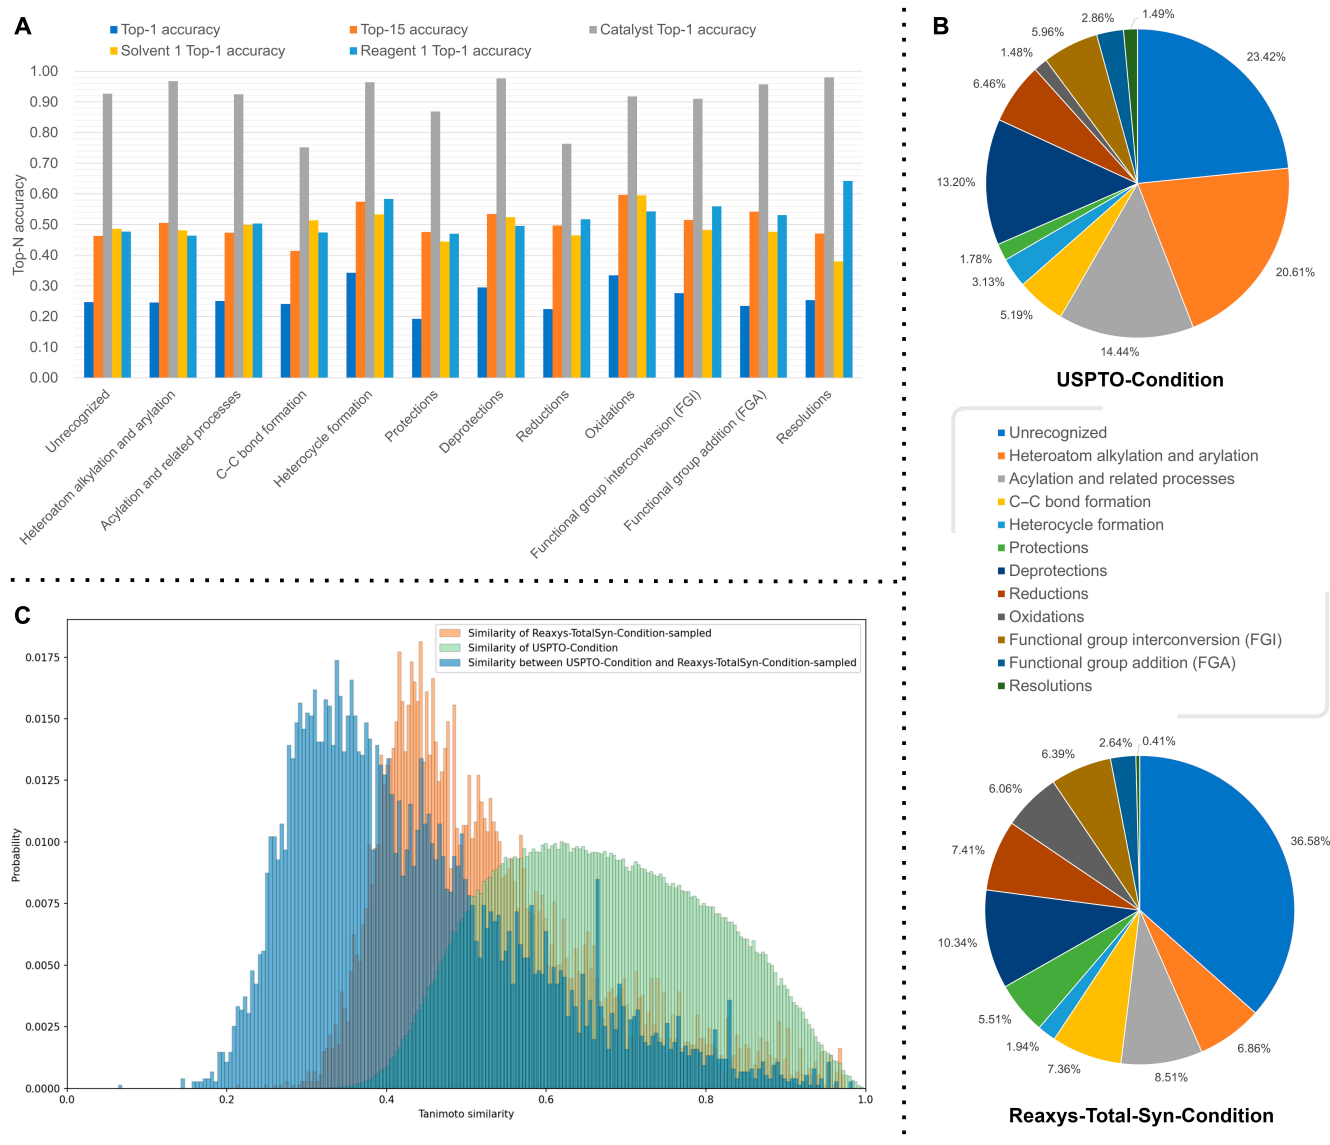 A
Top-1 accuracy
Top-15 accuracy
Catalyst Top-1 accuracy
Solvent 1 Top-1 accuracy
Reagent 1 Top-1 accuracy
Top-N accuracy
1.00
0.90
0.80
0.70
0.60
0.50
0.40
0.30
0.20
0.10
0.00
Unrecognized
Heteroatom alkylation and arylation
Acylation and related processes
C–C bond formation
Heterocycle formation
Protections
Deprotections
Reductions
Oxidations
Functional group interconversion (FGI)
Functional group addition (FGA)
Resolutions
B
23.42%
20.61%
14.44%
5.19%
3.13%
1.78%
13.20%
6.46%
1.48%
5.96%
2.86%
1.49%
USPTO-Condition
Unrecognized
Heteroatom alkylation and arylation
Acylation and related processes
C–C bond formation
Heterocycle formation
Protections
Deprotections
Reductions
Oxidations
Functional group interconversion (FGI)
Functional group addition (FGA)
Resolutions
36.58%
6.86%
8.51%
7.36%
1.94%
5.51%
10.34%
7.41%
6.06%
6.39%
2.64%
0.41%
Reaxys-Total-Syn-Condition
C
Similarity of Reaxys-TotalSyn-Condition-sampled
Similarity of USPTO-Condition
Similarity between USPTO-Condition and Reaxys-TotalSyn-Condition-sampled
Probability
0.0175
0.0150
0.0125
0.0100
0.0075
0.0050
0.0025
0.0000
0.0
0.2
0.4
0.6
0.8
1.0
Tanimoto similarity